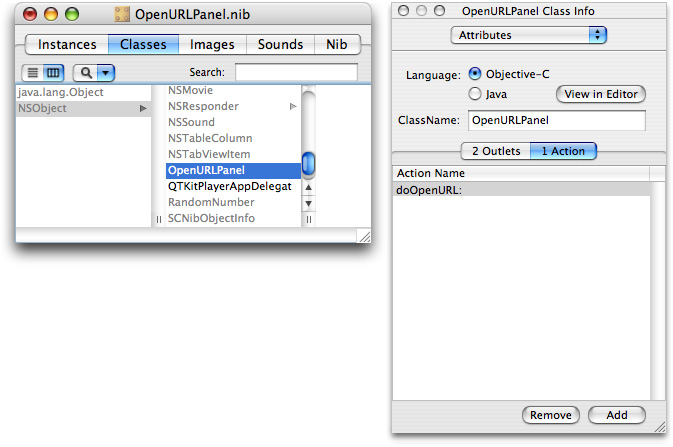 OpenURLPanel.nib
Instances Classes Images Sounds Nib
Search:
java.lang.Object
NSObject
NSMovie
NSResponder
NSSound
NSTableColumn
NSTabViewItem
OpenURLPanel
QTKitPlayerAppDelegat
RandomNumber
SCNibObjectInfo
OpenURLPanel Class Info
Attributes
Language: Objective-C
Java View in Editor
ClassName: OpenURLPanel
2 Outlets 1 Action
Action Name
doOpenURL:
Remove Add